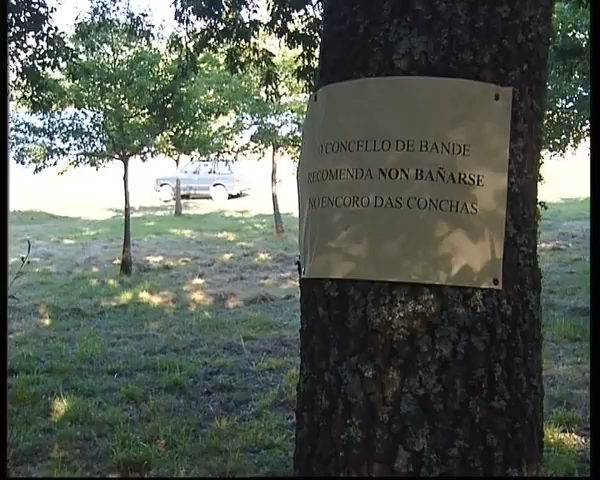 O CONCELLO DE BANDE
RECOMENDA NON BAÑARSE
NO ENCORO DAS CONCHAS